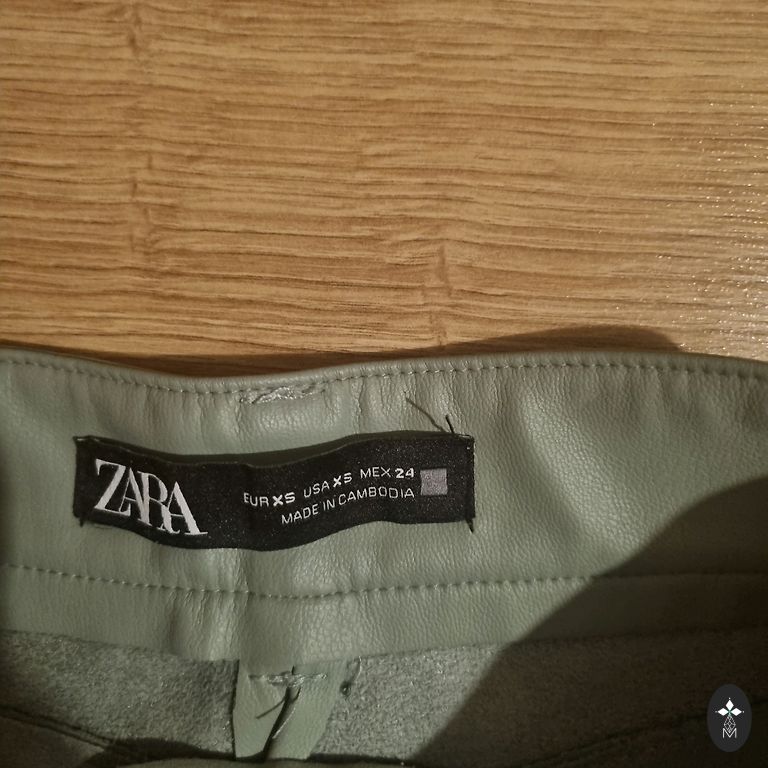 ZARA
EUR XS USA XS MEX 24
MADE IN CAMBODIA
M